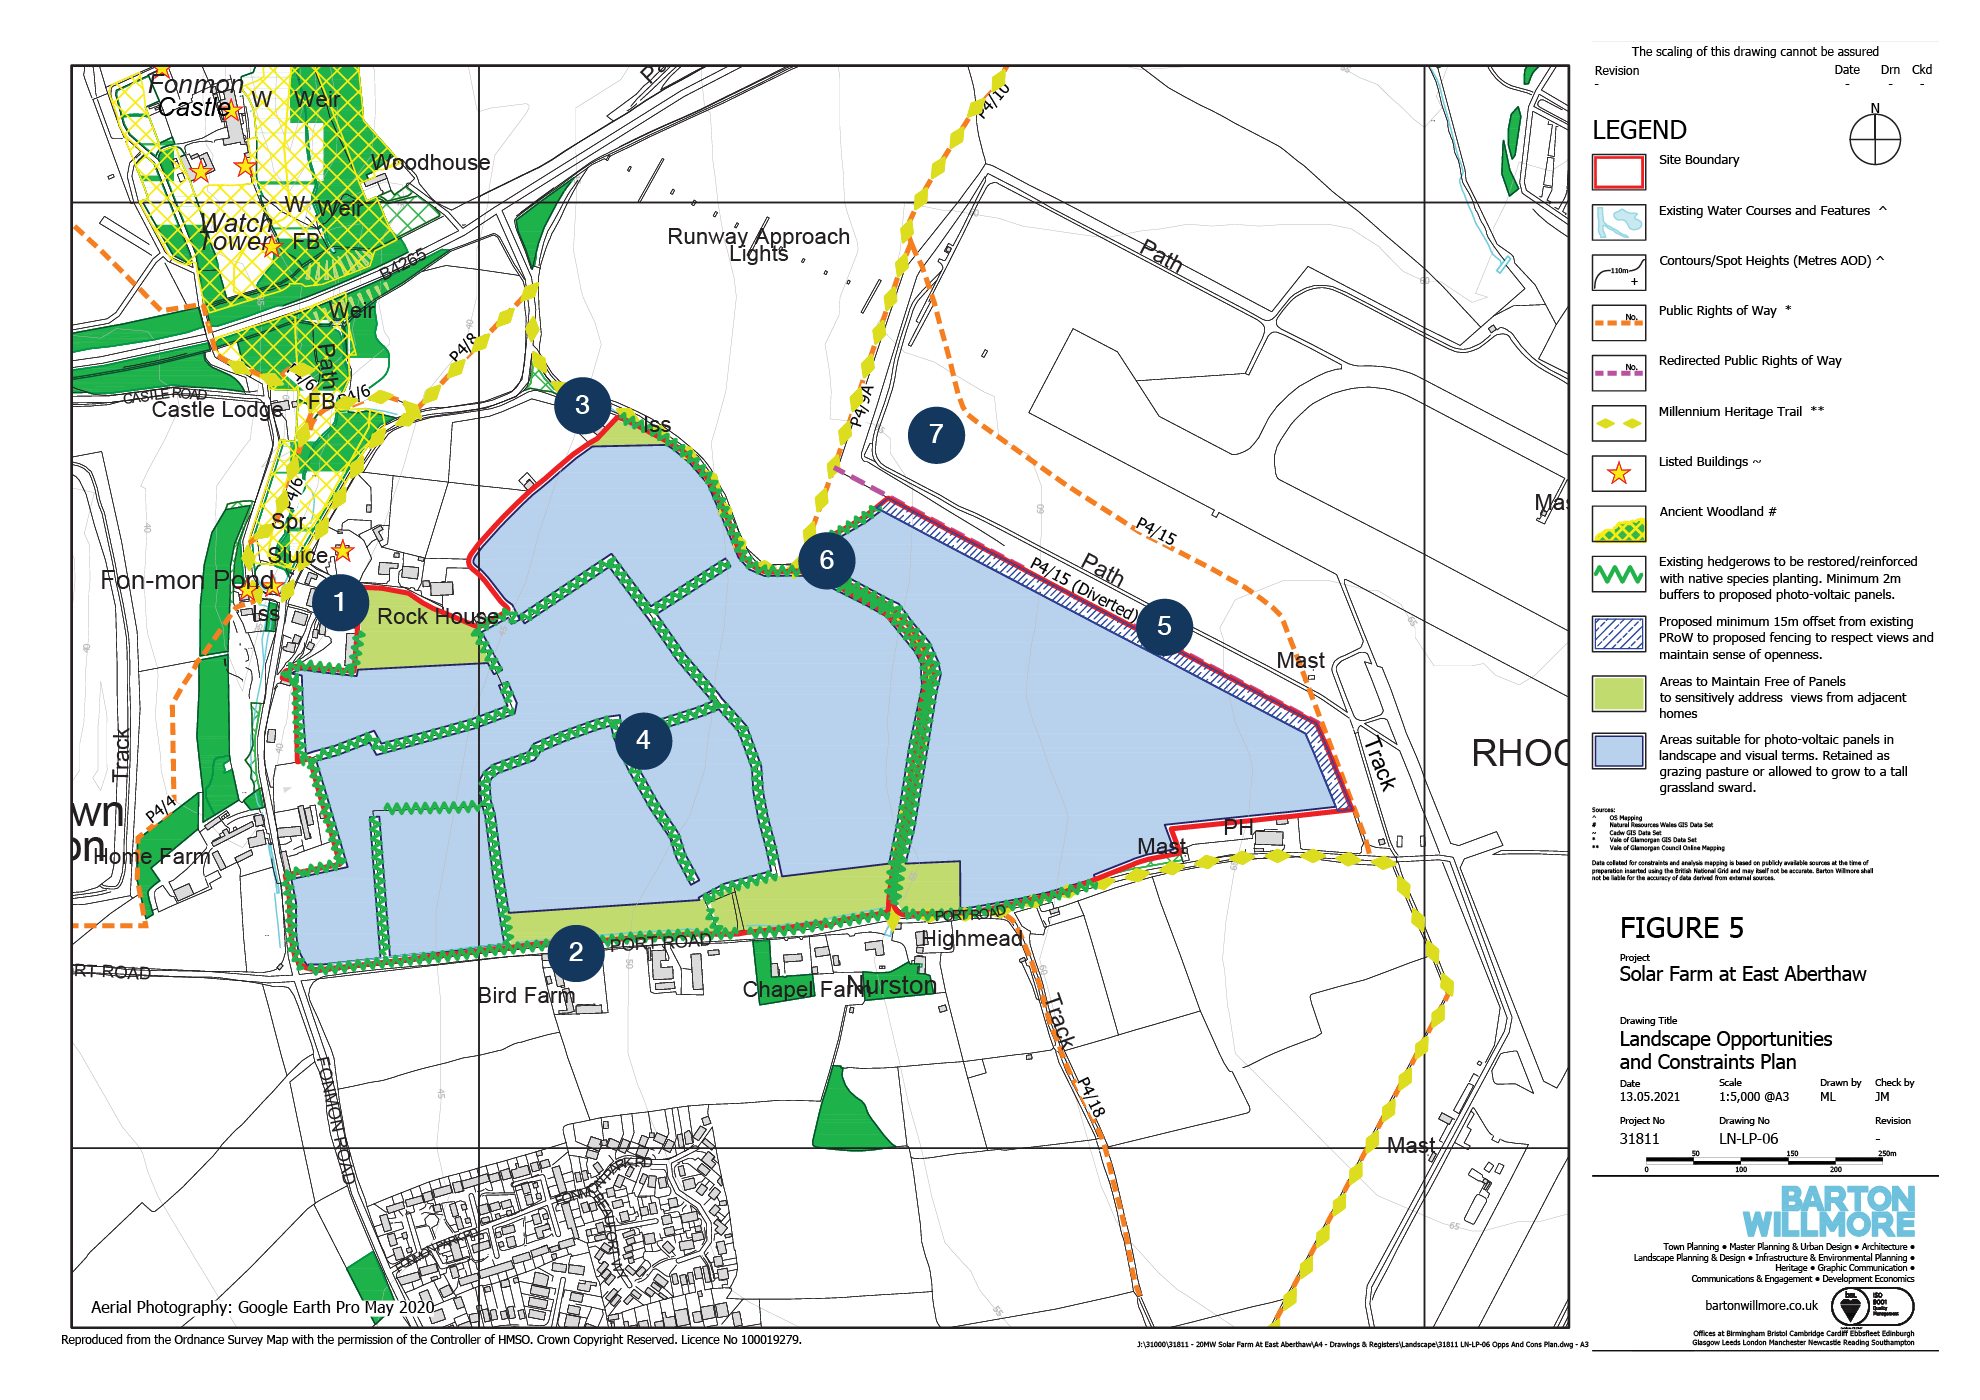 Fonmon
Castle
W
Weir
Woodhouse
W
Weir
Watch
Tower
FB
B4265
Weir
Path
P4/8
P4/10
Runway Approach
Lights
Path
CASTLE ROAD
Castle Lodge
FB
P4/6
P4/9A
3
Iss
7
P4/6
Spr
Sluice
Fon-mon Pond
Iss
1
Rock House
6
P4/15
Path
P4/15 (Diverted)
5
Mast
Track
RHOO
Track
4
P4/4
Home Farm
PH
Mast
PORT ROAD
Highmead
2
PORT ROAD
Bird Farm
Chapel Farm
Nurston
RT ROAD
Track
P4/18
FONMON ROAD
FONMON PARK RD
Mast
Aerial Photography: Google Earth Pro May 2020
Reproduced from the Ordnance Survey Map with the permission of the Controller of HMSO. Crown Copyright Reserved. Licence No 100019279.
J:\31000\31811 - 20MW Solar Farm At East Aberthaw\A4 - Drawings & Registers\Landscape\31811 LN-LP-06 Opps And Cons Plan.dwg - A3
The scaling of this drawing cannot be assured
Revision Date Drn Ckd
- - - -
N
LEGEND
Site Boundary
Existing Water Courses and Features ^
110m
+
Contours/Spot Heights (Metres AOD) ^
No.
Public Rights of Way *
No.
Redirected Public Rights of Way
Millennium Heritage Trail **
Listed Buildings ~
Ancient Woodland #
Existing hedgerows to be restored/reinforced
with native species planting. Minimum 2m
buffers to proposed photo-voltaic panels.
Proposed minimum 15m offset from existing
PRoW to proposed fencing to respect views and
maintain sense of openness.
Areas to Maintain Free of Panels
to sensitively address views from adjacent
homes
Areas suitable for photo-voltaic panels in
landscape and visual terms. Retained as
grazing pasture or allowed to grow to a tall
grassland sward.
Sources:
^ OS Mapping
# Natural Resources Wales GIS Data Set
~ Cadw GIS Data Set
* Vale of Glamorgan GIS Data Set
** Vale of Glamorgan Council Online Mapping
Data collated for constraints and analysis mapping is based on publicly available sources at the time of
preparation inserted using the British National Grid and may itself not be accurate. Barton Willmore shall
not be liable for the accuracy of data derived from external sources.
FIGURE 5
Project
Solar Farm at East Aberthaw
Drawing Title
Landscape Opportunities
and Constraints Plan
Date Scale Drawn by Check by
13.05.2021 1:5,000 @A3 ML JM
Project No Drawing No Revision
31811 LN-LP-06 -
50 150 250m
0 100 200
BARTON
WILLMORE
Town Planning • Master Planning & Urban Design • Architecture •
Landscape Planning & Design • Infrastructure & Environmental Planning •
Heritage • Graphic Communication •
Communications & Engagement • Development Economics
bartonwillmore.co.uk
bsi.
ISO
9001
Quality
Management
Offices at Birmingham Bristol Cambridge Cardiff Ebbsfleet Edinburgh
Glasgow Leeds London Manchester Newcastle Reading Southampton